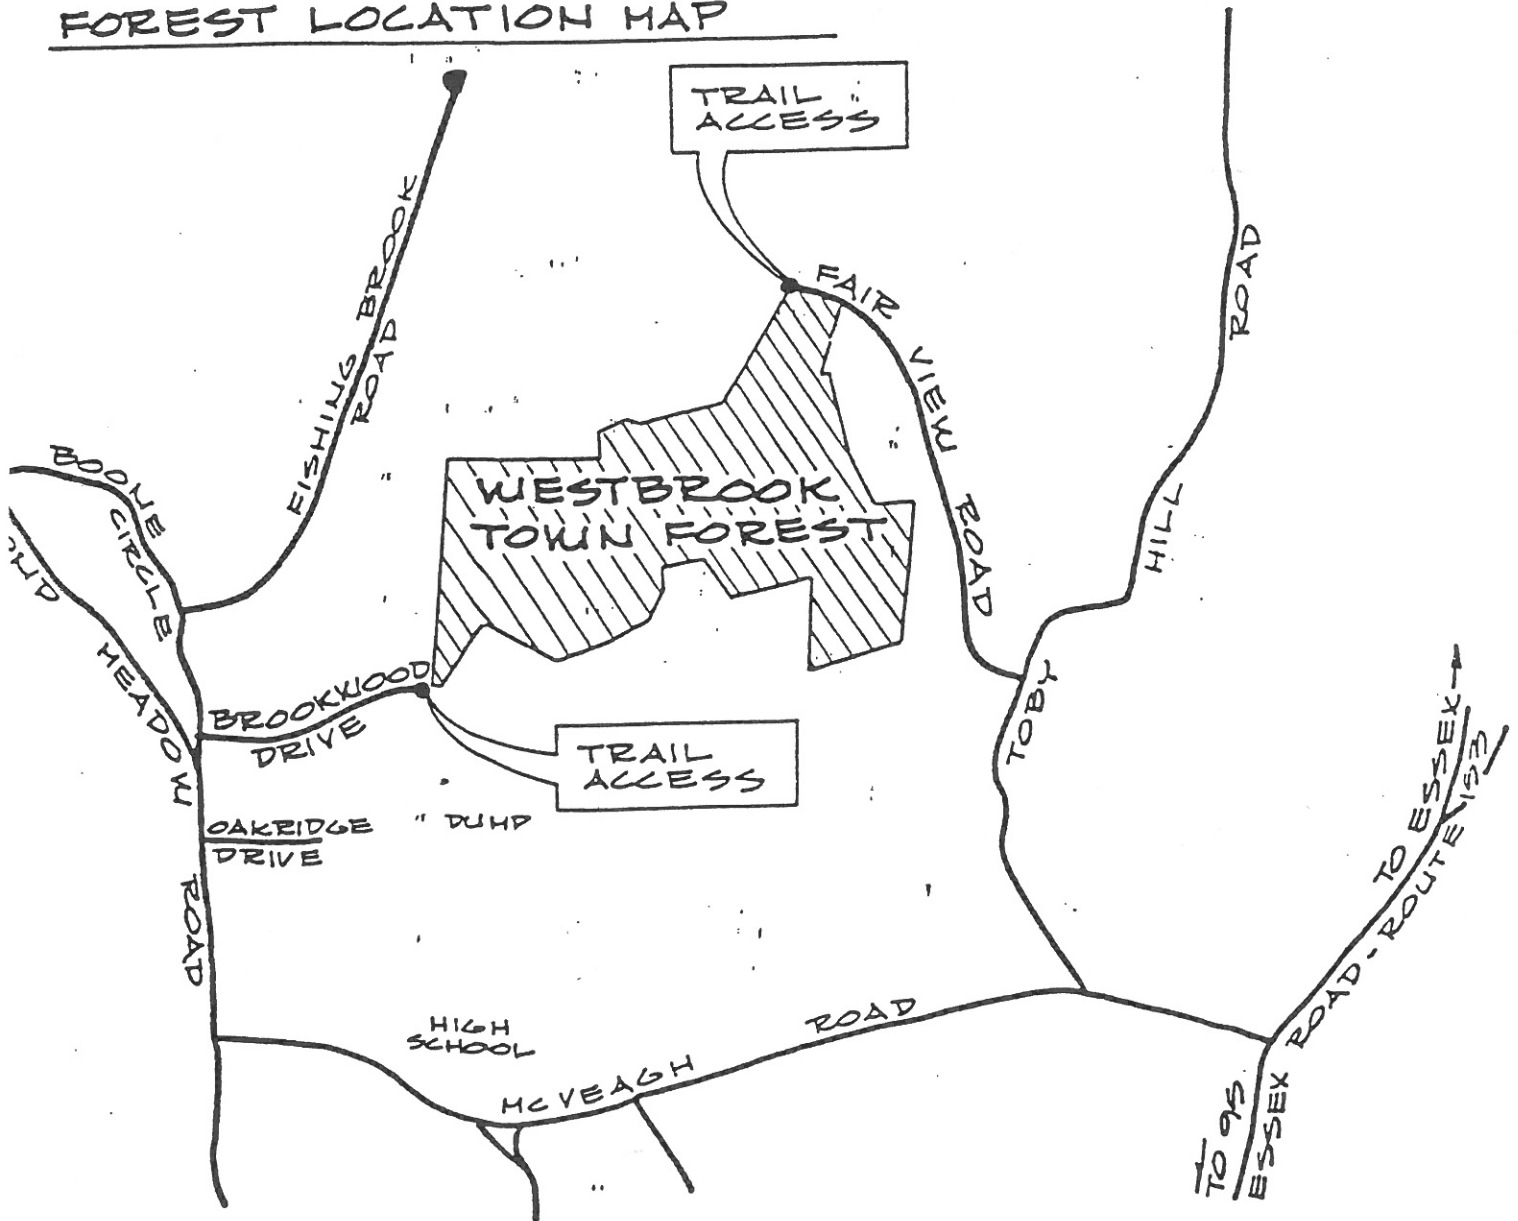 FOREST LOCATION MAP
TRAIL
ACCESS
FAIR VIEW ROAD
FISHING BROOK
ROAD
TOBY HILL ROAD
BOONE
CIRCLE
WESTBROOK
TOWN FOREST
OND MEADOW ROAD
BROOKWOOD
DRIVE
TRAIL
ACCESS
OAKRIDGE
DRIVE
DUMP
HIGH
SCHOOL
MCVEAGH ROAD
TO ESSEX
ESSEX ROAD - ROUTE 153
TO 95